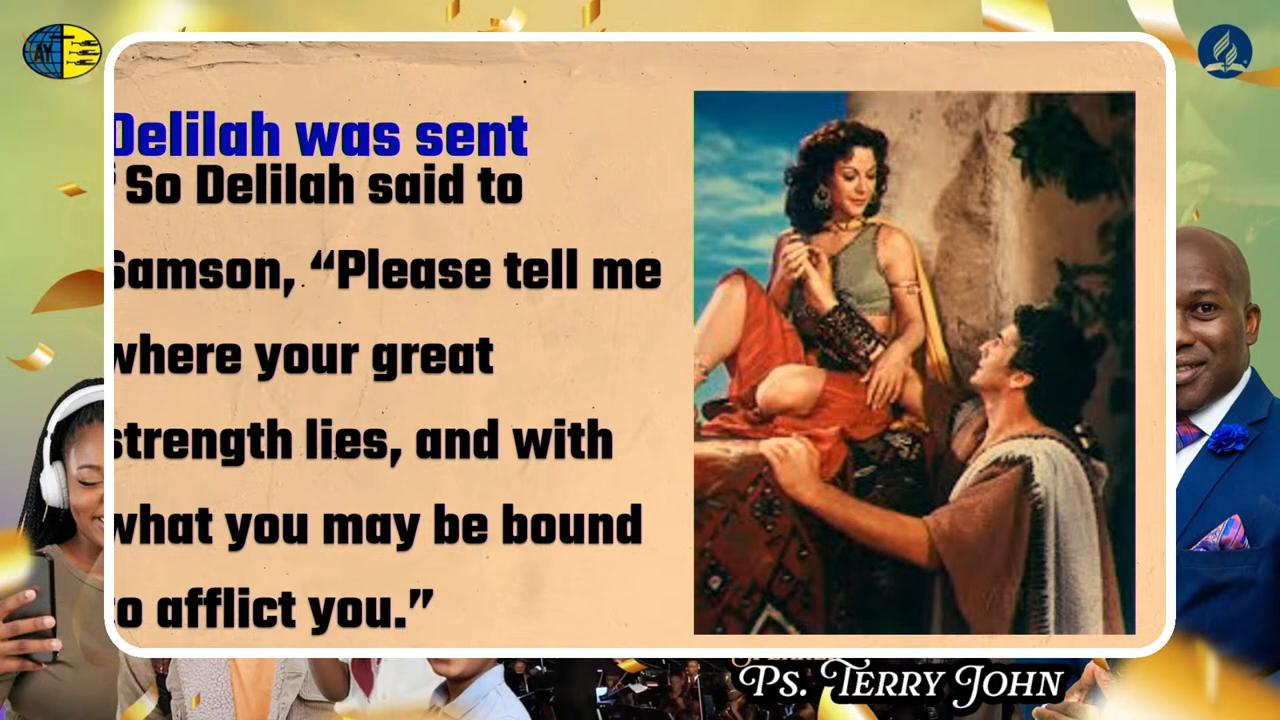 AY
Delilah was sent
So Delilah said to
Samson, “Please tell me
where your great
strength lies, and with
what you may be bound
to afflict you.”
Ps. Terry John